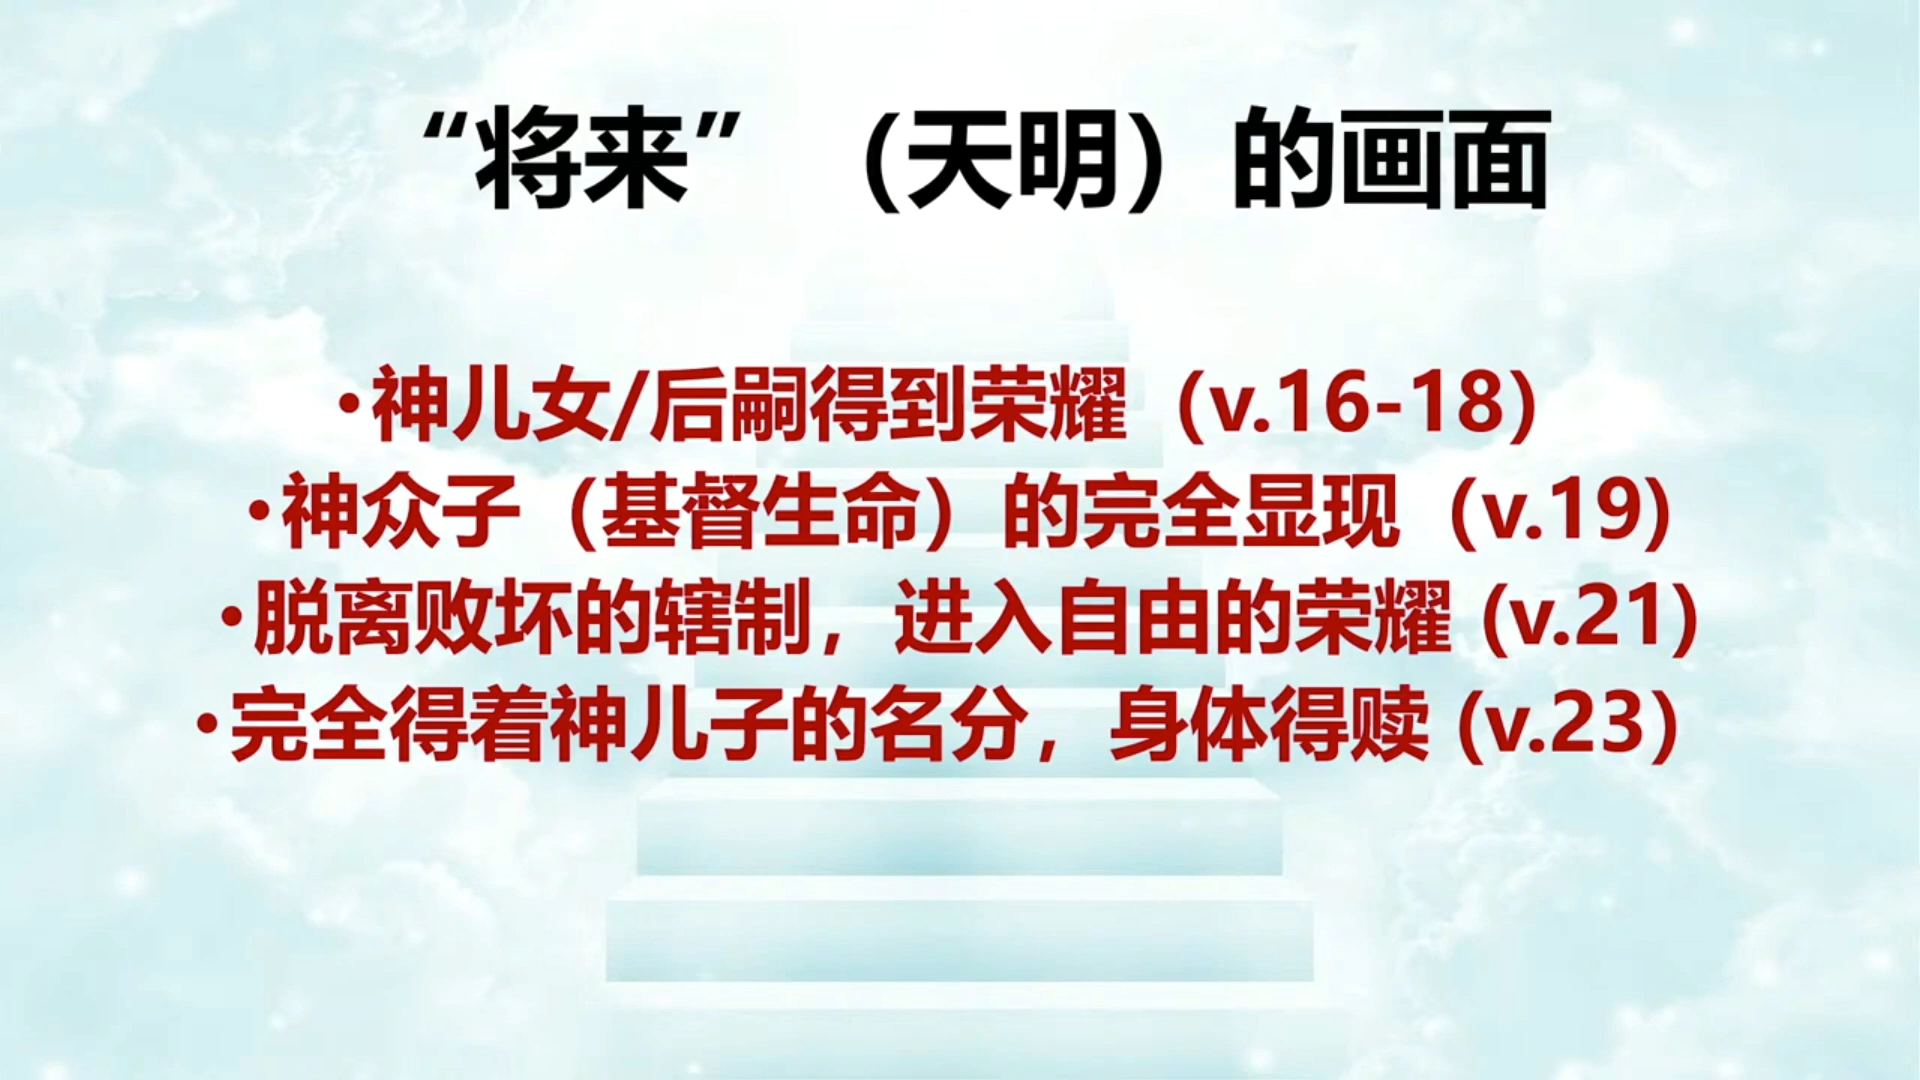 “将来” （天明）的画面
•神儿女/后嗣得到荣耀（v.16-18）
•神众子（基督生命）的完全显现（v.19）
•脱离败坏的辖制，进入自由的荣耀 (v.21)
•完全得着神儿子的名分，身体得赎 (v.23)